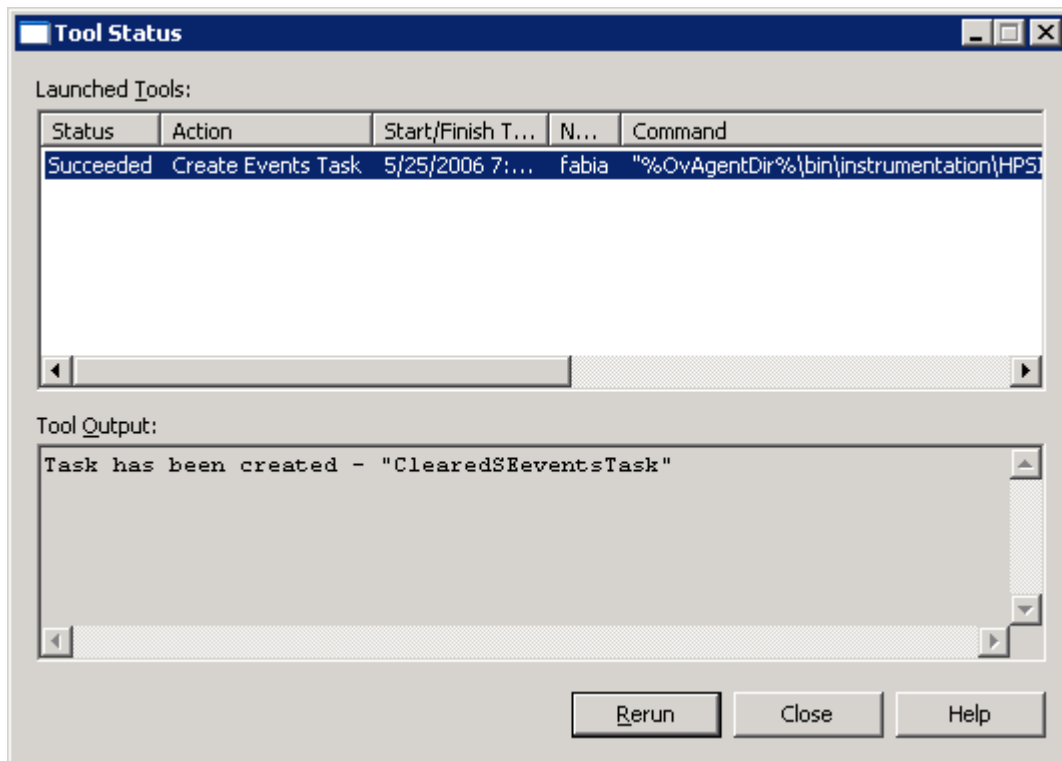 Tool Status
Launched Tools:
Status Action Start/Finish T... N... Command
Succeeded Create Events Task 5/25/2006 7:... fabia "%OvAgentDir%\bin\instrumentation\HPSI
Tool Output:
Task has been created - "ClearedSEeventsTask"
Rerun Close Help